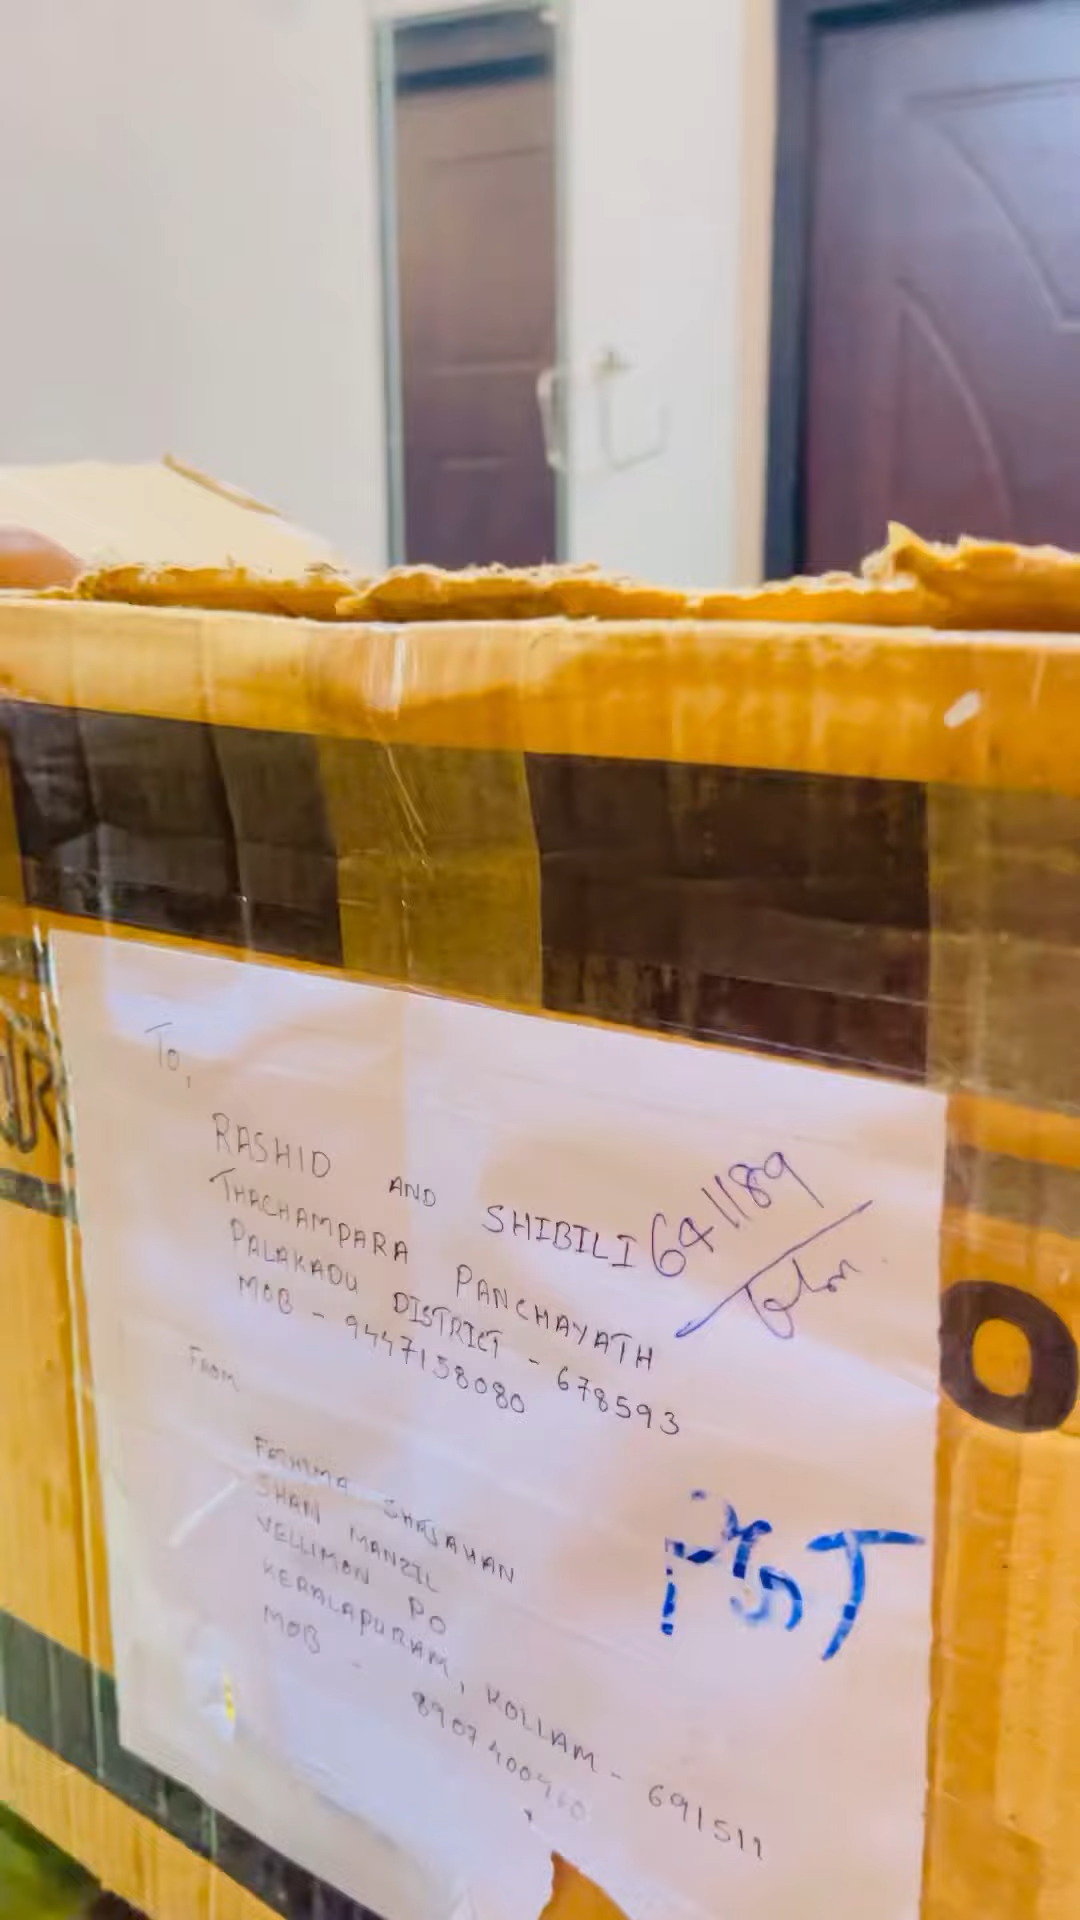 To,
RASHID AND SHIBILI
THACHAMPARA PANCHAYATH
PALAKADU DISTRICT - 678593
MOB - 9447158080
641189
FROM
FATHIMA SHAJAHAN
SHAN MANZIL
VELLIMON PO
KERALAPURAM, KOLLAM - 691511
MOB -
O